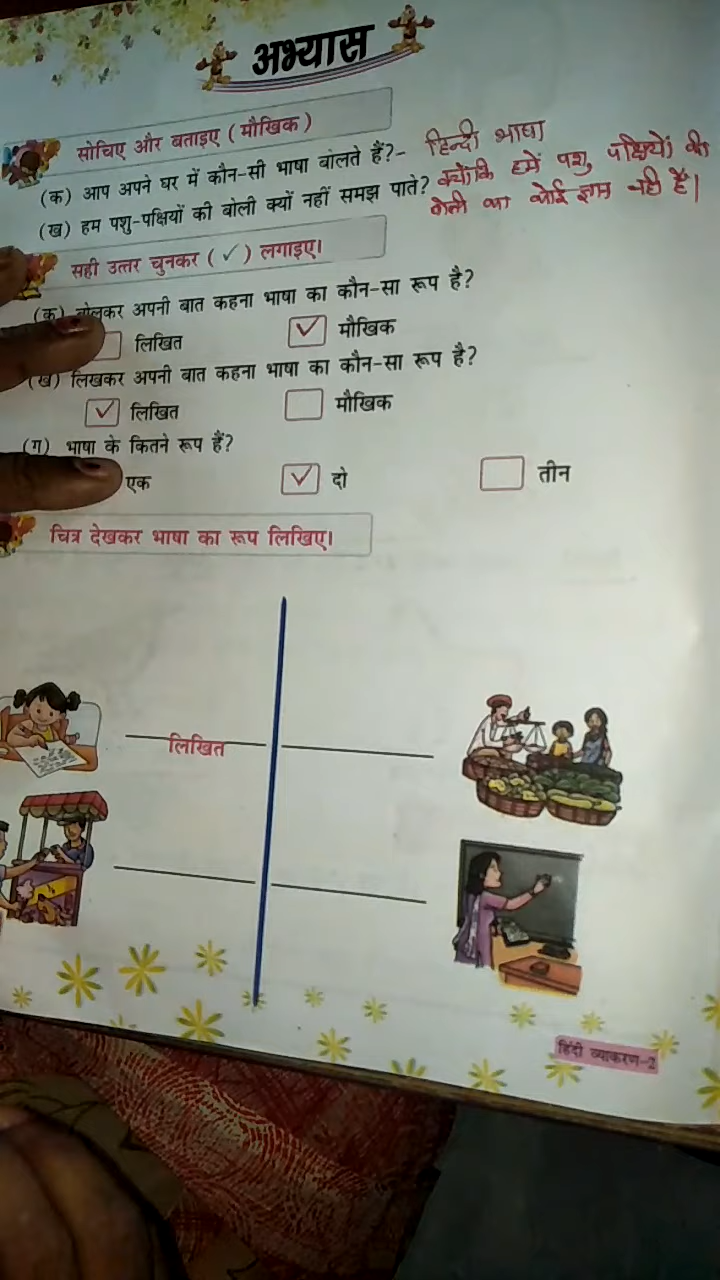 अभ्यास
सोचिए और बताइए (मौखिक)
(क) आप अपने घर में कौन-सी भाषा बोलते हैं?- हिन्दी भाषा
(ख) हम पशु-पक्षियों की बोली क्यों नहीं समझ पाते? क्योंकि हमें पशु पक्षियों की
बोली का कोई ज्ञान नही है।
सही उत्तर चुनकर (✓) लगाइए।
(क) बोलकर अपनी बात कहना भाषा का कौन-सा रूप है?
लिखित ✓ मौखिक
(ख) लिखकर अपनी बात कहना भाषा का कौन-सा रूप है?
✓ लिखित मौखिक
(ग) भाषा के कितने रूप हैं?
एक ✓ दो तीन
चित्र देखकर भाषा का रूप लिखिए।
लिखित
हिंदी व्याकरण-2